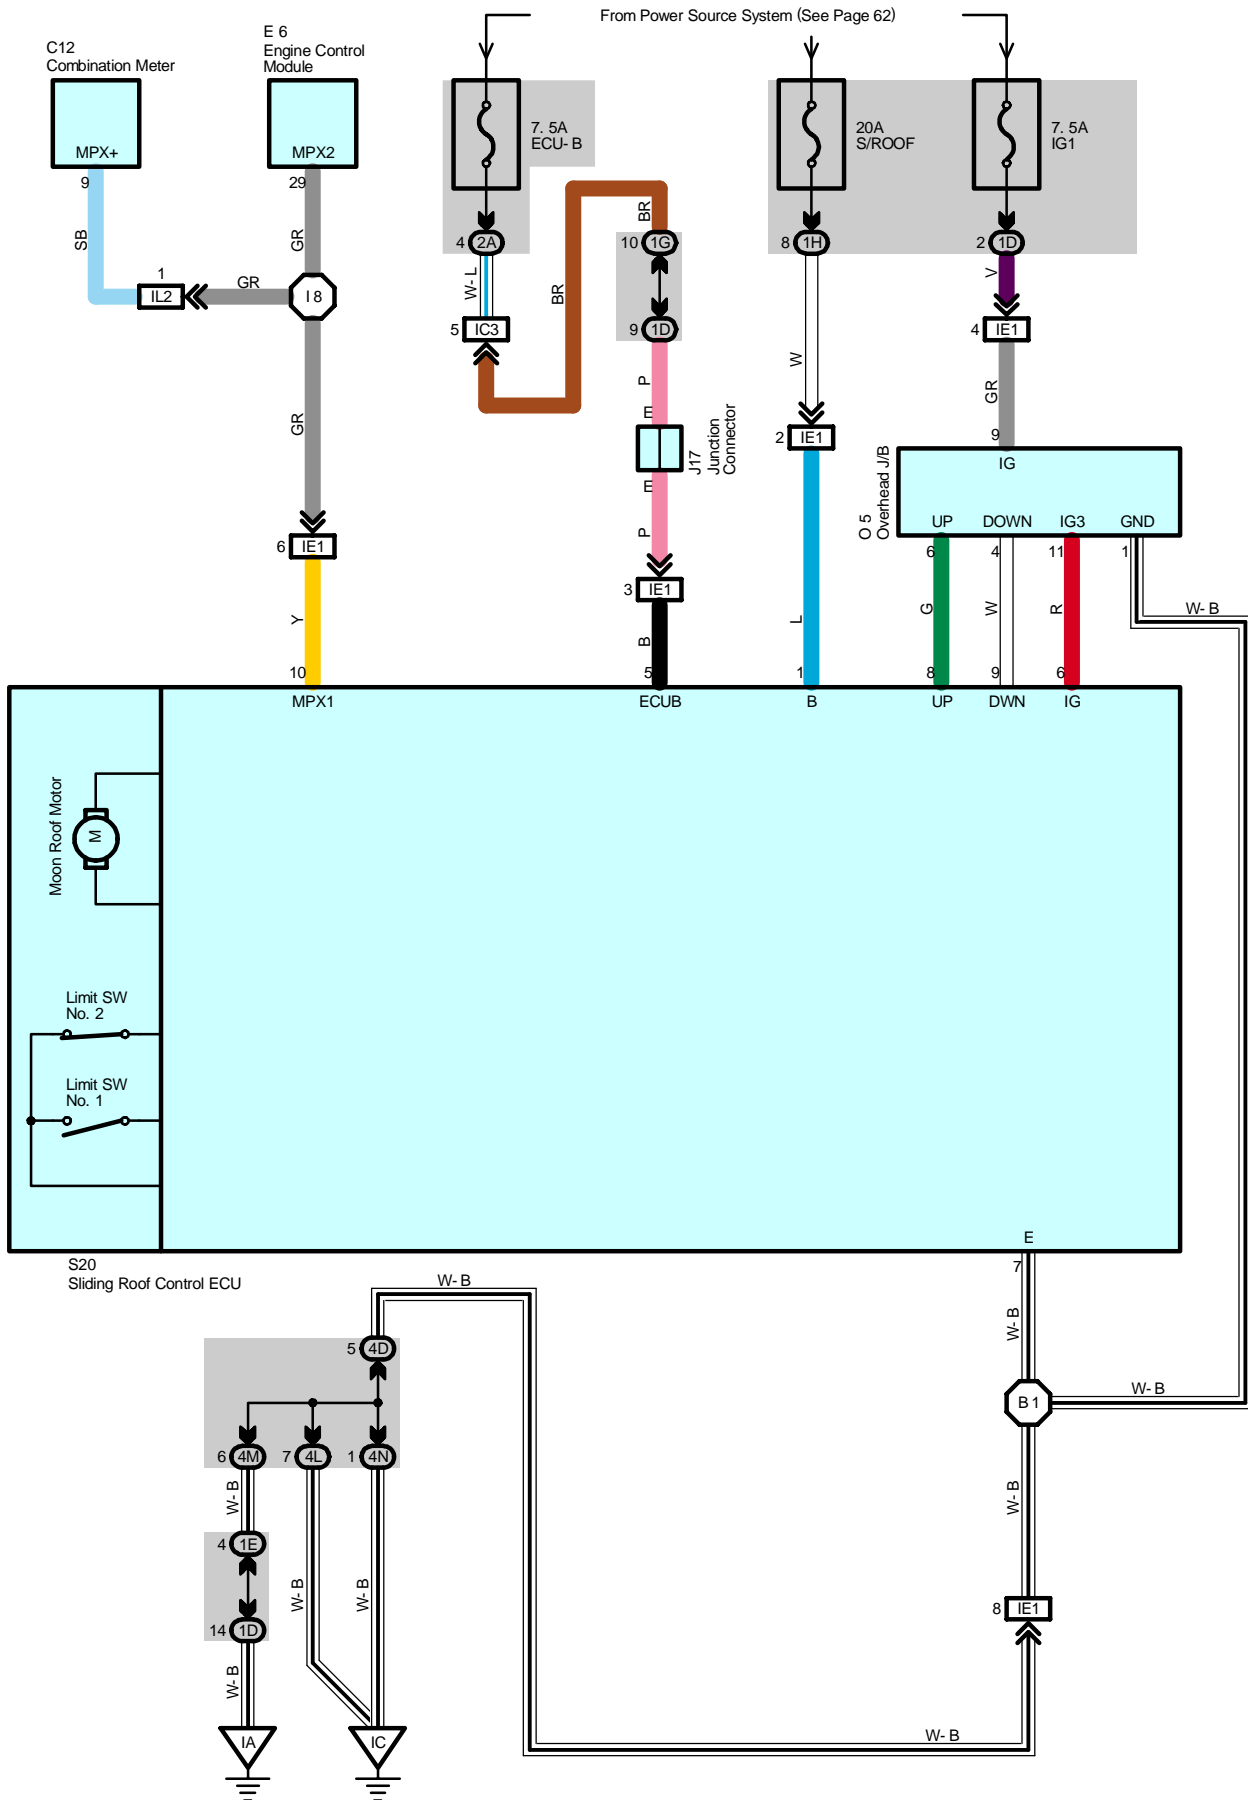 From Power Source System (See Page 62)
C12
Combination Meter
E 6
Engine Control
Module
MPX+
MPX2
7. 5A
ECU- B
20A
S/ROOF
7. 5A
IG1
9
29
SB
GR
4 2A
BR
10 1G
8 1H
2 1D
1
IL2
GR
I 8
W- L
BR
V
5 IC3
9 1D
4 IE1
W
P
GR
E
J17
Junction
Connector
E
2 IE1
9
IG
O 5
Overhead J/B
UP DOWN IG3 GND
GR
P
6 IE1
6 4 11 1
3 IE1
Y
B
L
G
W
R
W- B
10 5 1 8 9 6
MPX1 ECUB B UP DWN IG
Moon Roof Motor
M
Limit SW
No. 2
Limit SW
No. 1
E
S20
Sliding Roof Control ECU
7
W- B
W- B
5 4D
B 1
W- B
6 4M 7 4L 1 4N
W- B
W- B
4 1E
W- B
W- B
8 IE1
14 1D
W- B
W- B
IA
IC